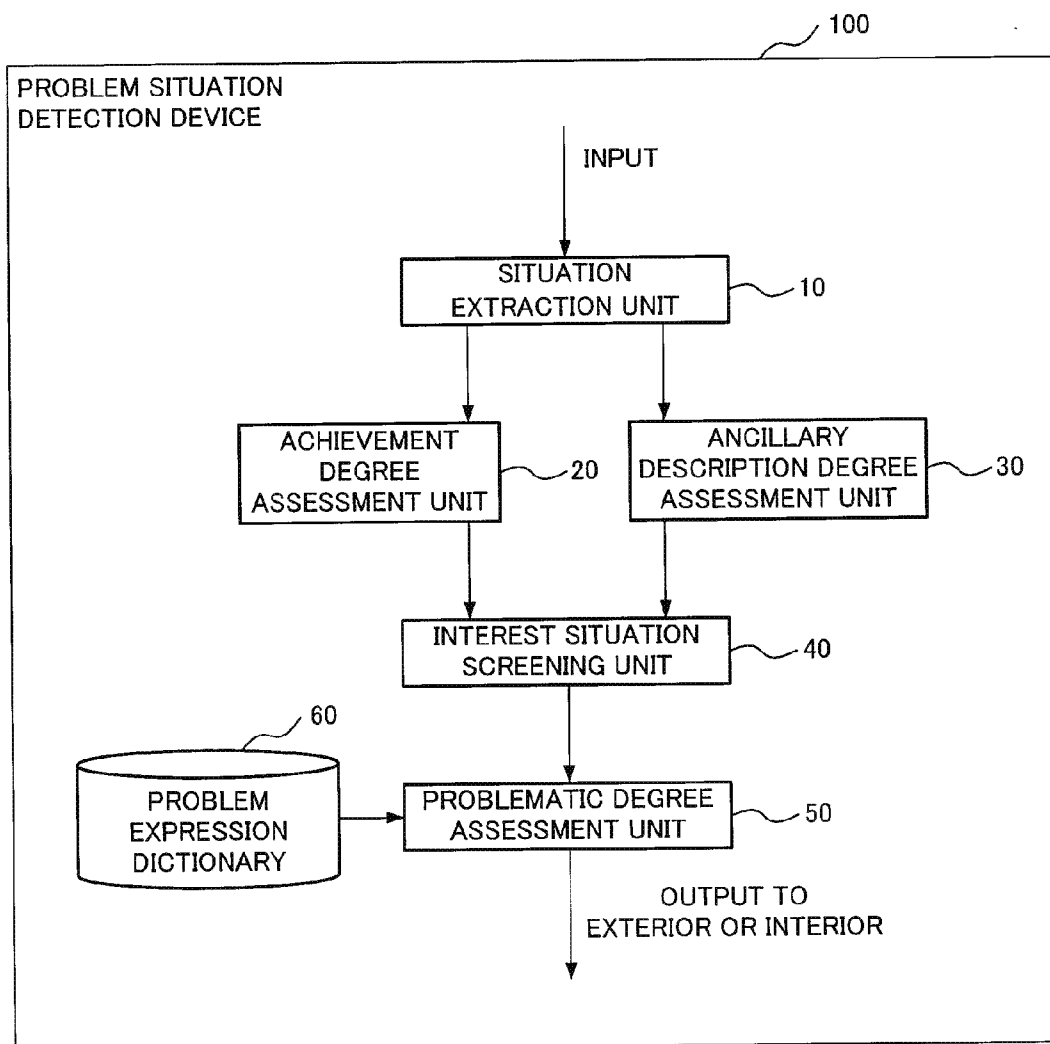 100
PROBLEM SITUATION
DETECTION DEVICE
INPUT
SITUATION
EXTRACTION UNIT
10
ACHIEVEMENT
DEGREE
ASSESSMENT UNIT
20
ANCILLARY
DESCRIPTION DEGREE
ASSESSMENT UNIT
30
INTEREST SITUATION
SCREENING UNIT
40
60
PROBLEM
EXPRESSION
DICTIONARY
PROBLEMATIC DEGREE
ASSESSMENT UNIT
50
OUTPUT TO
EXTERIOR OR INTERIOR